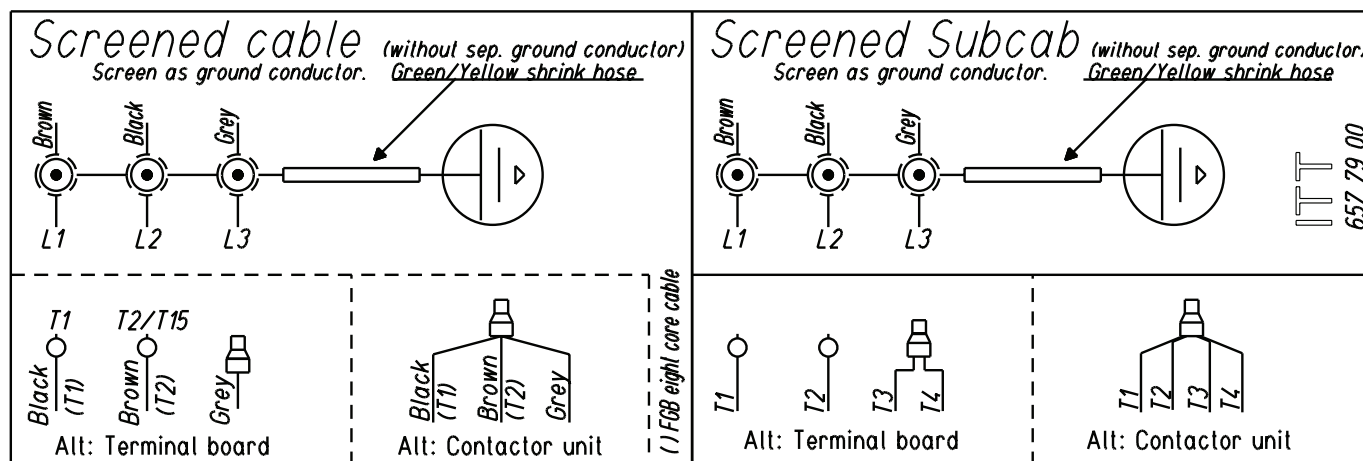 Screened cable (without sep. ground conductor)
Screen as ground conductor. Green/Yellow shrink hose
Brown
Black
Grey
L1
L2
L3
T1
T2/T15
Black
(T1)
Brown
(T2)
Grey
Alt: Terminal board
Black
(T1)
Brown
(T2)
Grey
Alt: Contactor unit
( ) FGB eight core cable
Screened Subcab (without sep. ground conductor)
Screen as ground conductor. Green/Yellow shrink hose
Brown
Black
Grey
L1
L2
L3
ITT
657 79 00
T1
T2
T3
T4
Alt: Terminal board
T1
T2
T3
T4
Alt: Contactor unit